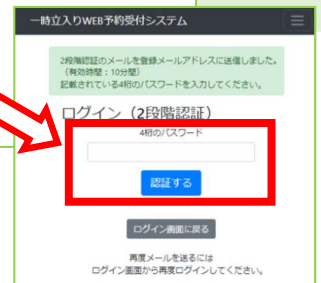 一時立入りWEB予約受付システム
2段階認証のメールを登録メールアドレスに送信しました。
（有効時間：10分間）
記載されている4桁のパスワードを入力してください。
ログイン（2段階認証）
4桁のパスワード
認証する
ログイン画面に戻る
再度メールを送るには
ログイン画面から再度ログインしてください。